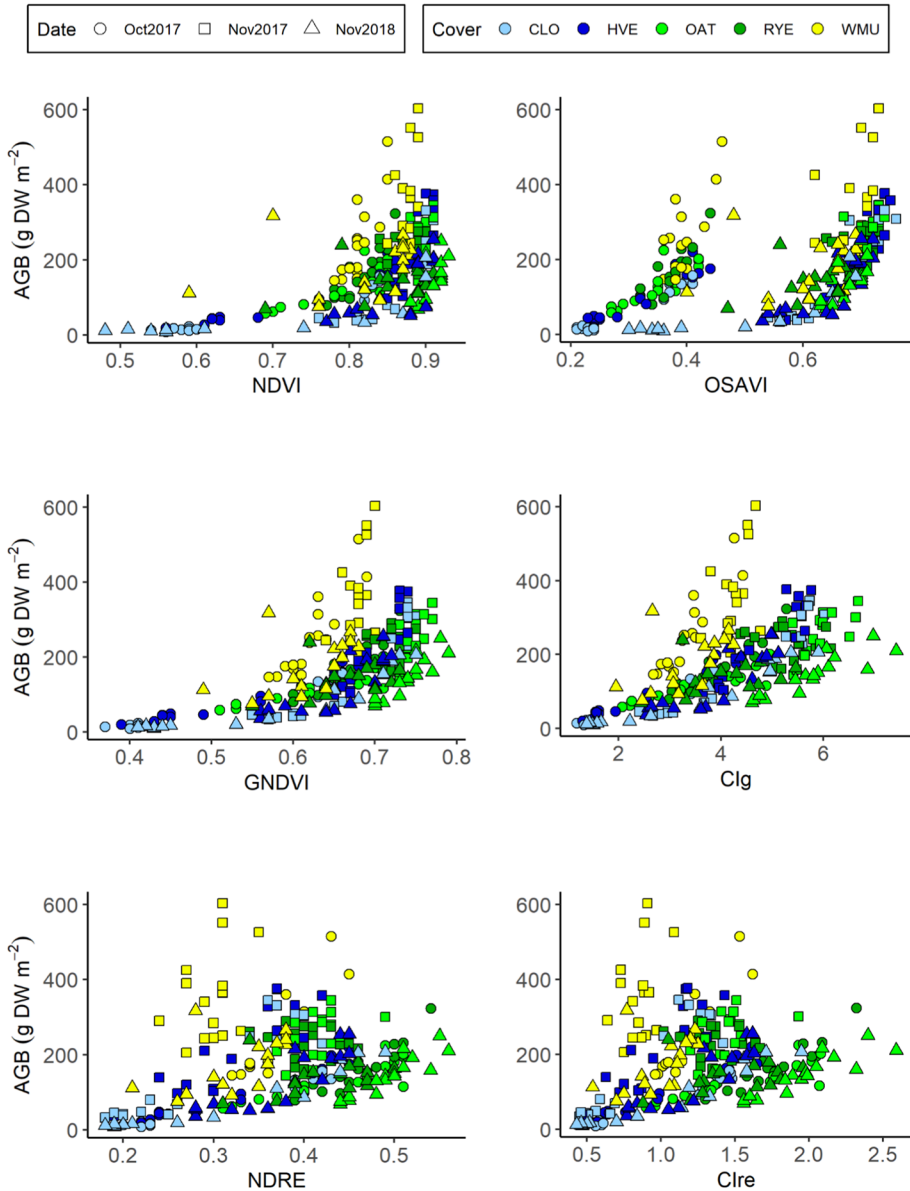 Date Oct2017 Nov2017 Nov2018 Cover CLO HVE OAT RYE WMU
AGB (g DW m−2)
600
400
200
0
0.5 0.6 0.7 0.8 0.9
NDVI
600
400
200
0
0.2 0.4 0.6
OSAVI
AGB (g DW m−2)
600
400
200
0
0.4 0.5 0.6 0.7 0.8
GNDVI
600
400
200
0
2 4 6
CIg
AGB (g DW m−2)
600
400
200
0
0.2 0.3 0.4 0.5
NDRE
600
400
200
0
0.5 1.0 1.5 2.0 2.5
CIre